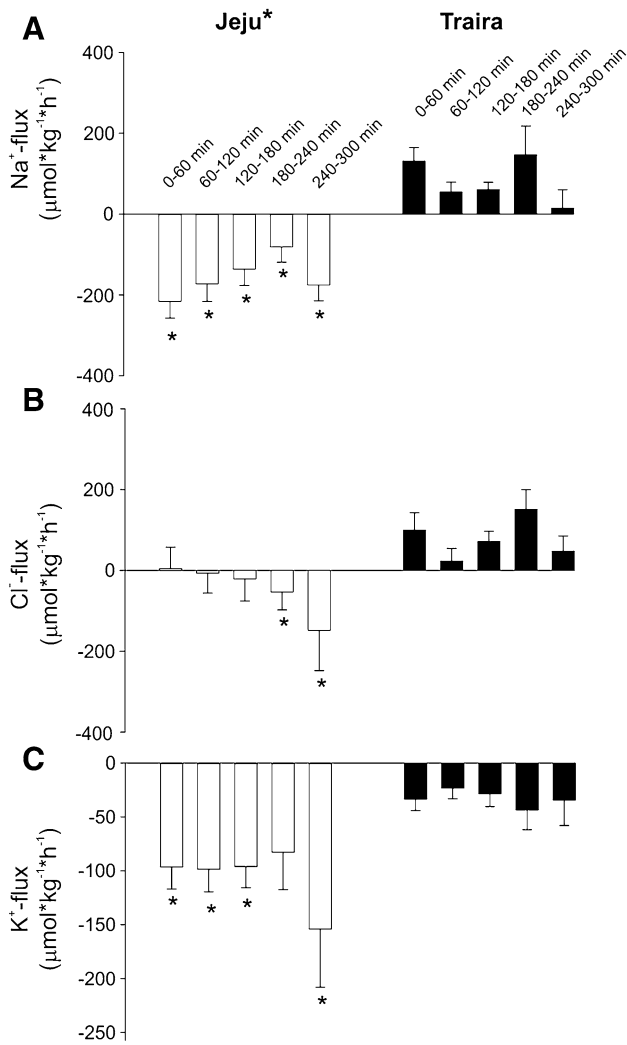 A
Jeju*
Traira
Na⁺-flux
(μmol*kg⁻¹*h⁻¹)
400
200
0
-200
-400
0-60 min
60-120 min
120-180 min
180-240 min
240-300 min
0-60 min
60-120 min
120-180 min
180-240 min
240-300 min
*
*
*
*
*
B
Cl⁻-flux
(μmol*kg⁻¹*h⁻¹)
400
200
0
-200
-400
*
*
C
K⁺-flux
(μmol*kg⁻¹*h⁻¹)
0
-50
-100
-150
-200
-250
*
*
*
*